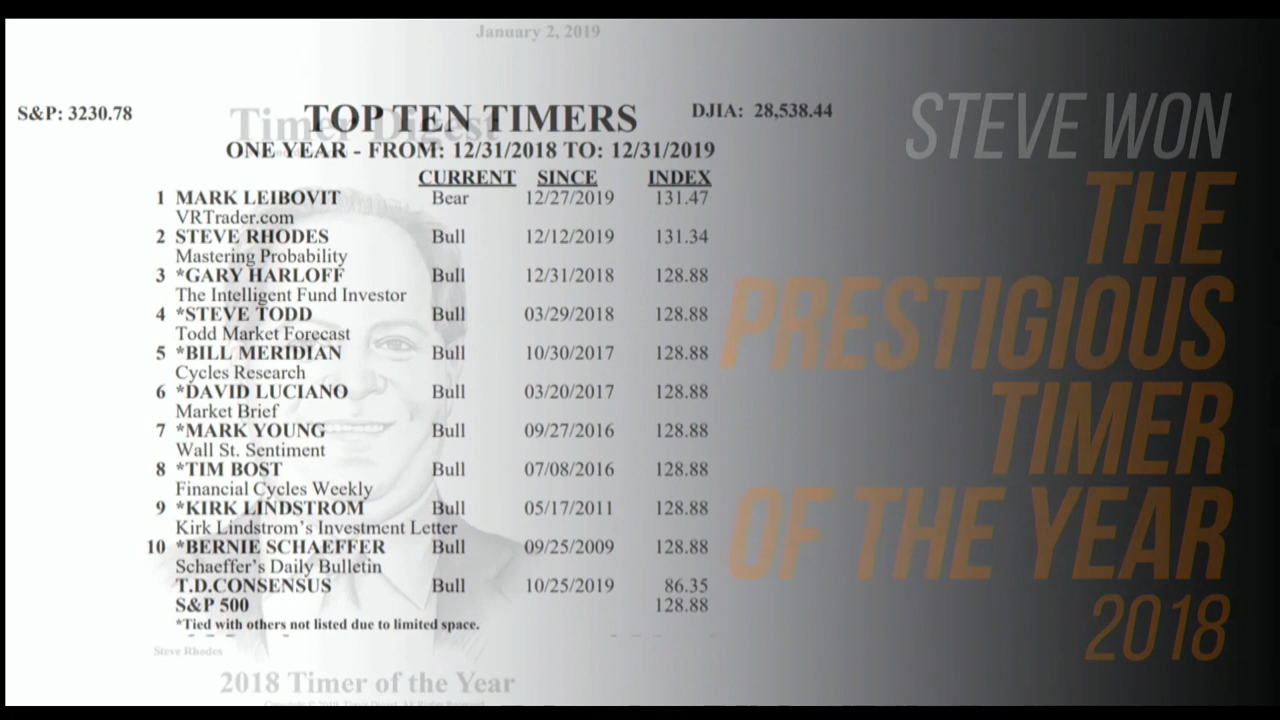 January 2, 2019
S&P: 3230.78
Timer Digest
TOP TEN TIMERS
DJIA: 28,538.44
ONE YEAR - FROM: 12/31/2018 TO: 12/31/2019
CURRENT SINCE INDEX
1 MARK LEIBOVIT Bear 12/27/2019 131.47
VRTrader.com
2 STEVE RHODES Bull 12/12/2019 131.34
Mastering Probability
3 *GARY HARLOFF Bull 12/31/2018 128.88
The Intelligent Fund Investor
4 *STEVE TODD Bull 03/29/2018 128.88
Todd Market Forecast
5 *BILL MERIDIAN Bull 10/30/2017 128.88
Cycles Research
6 *DAVID LUCIANO Bull 03/20/2017 128.88
Market Brief
7 *MARK YOUNG Bull 09/27/2016 128.88
Wall St. Sentiment
8 *TIM BOST Bull 07/08/2016 128.88
Financial Cycles Weekly
9 *KIRK LINDSTROM Bull 05/17/2011 128.88
Kirk Lindstrom's Investment Letter
10 *BERNIE SCHAEFFER Bull 09/25/2009 128.88
Schaeffer's Daily Bulletin
T.D.CONSENSUS Bull 10/25/2019 86.35
S&P 500 128.88
*Tied with others not listed due to limited space.
Steve Rhodes
2018 Timer of the Year
STEVE WON
THE
PRESTIGIOUS
TIMER
OF THE YEAR
2018